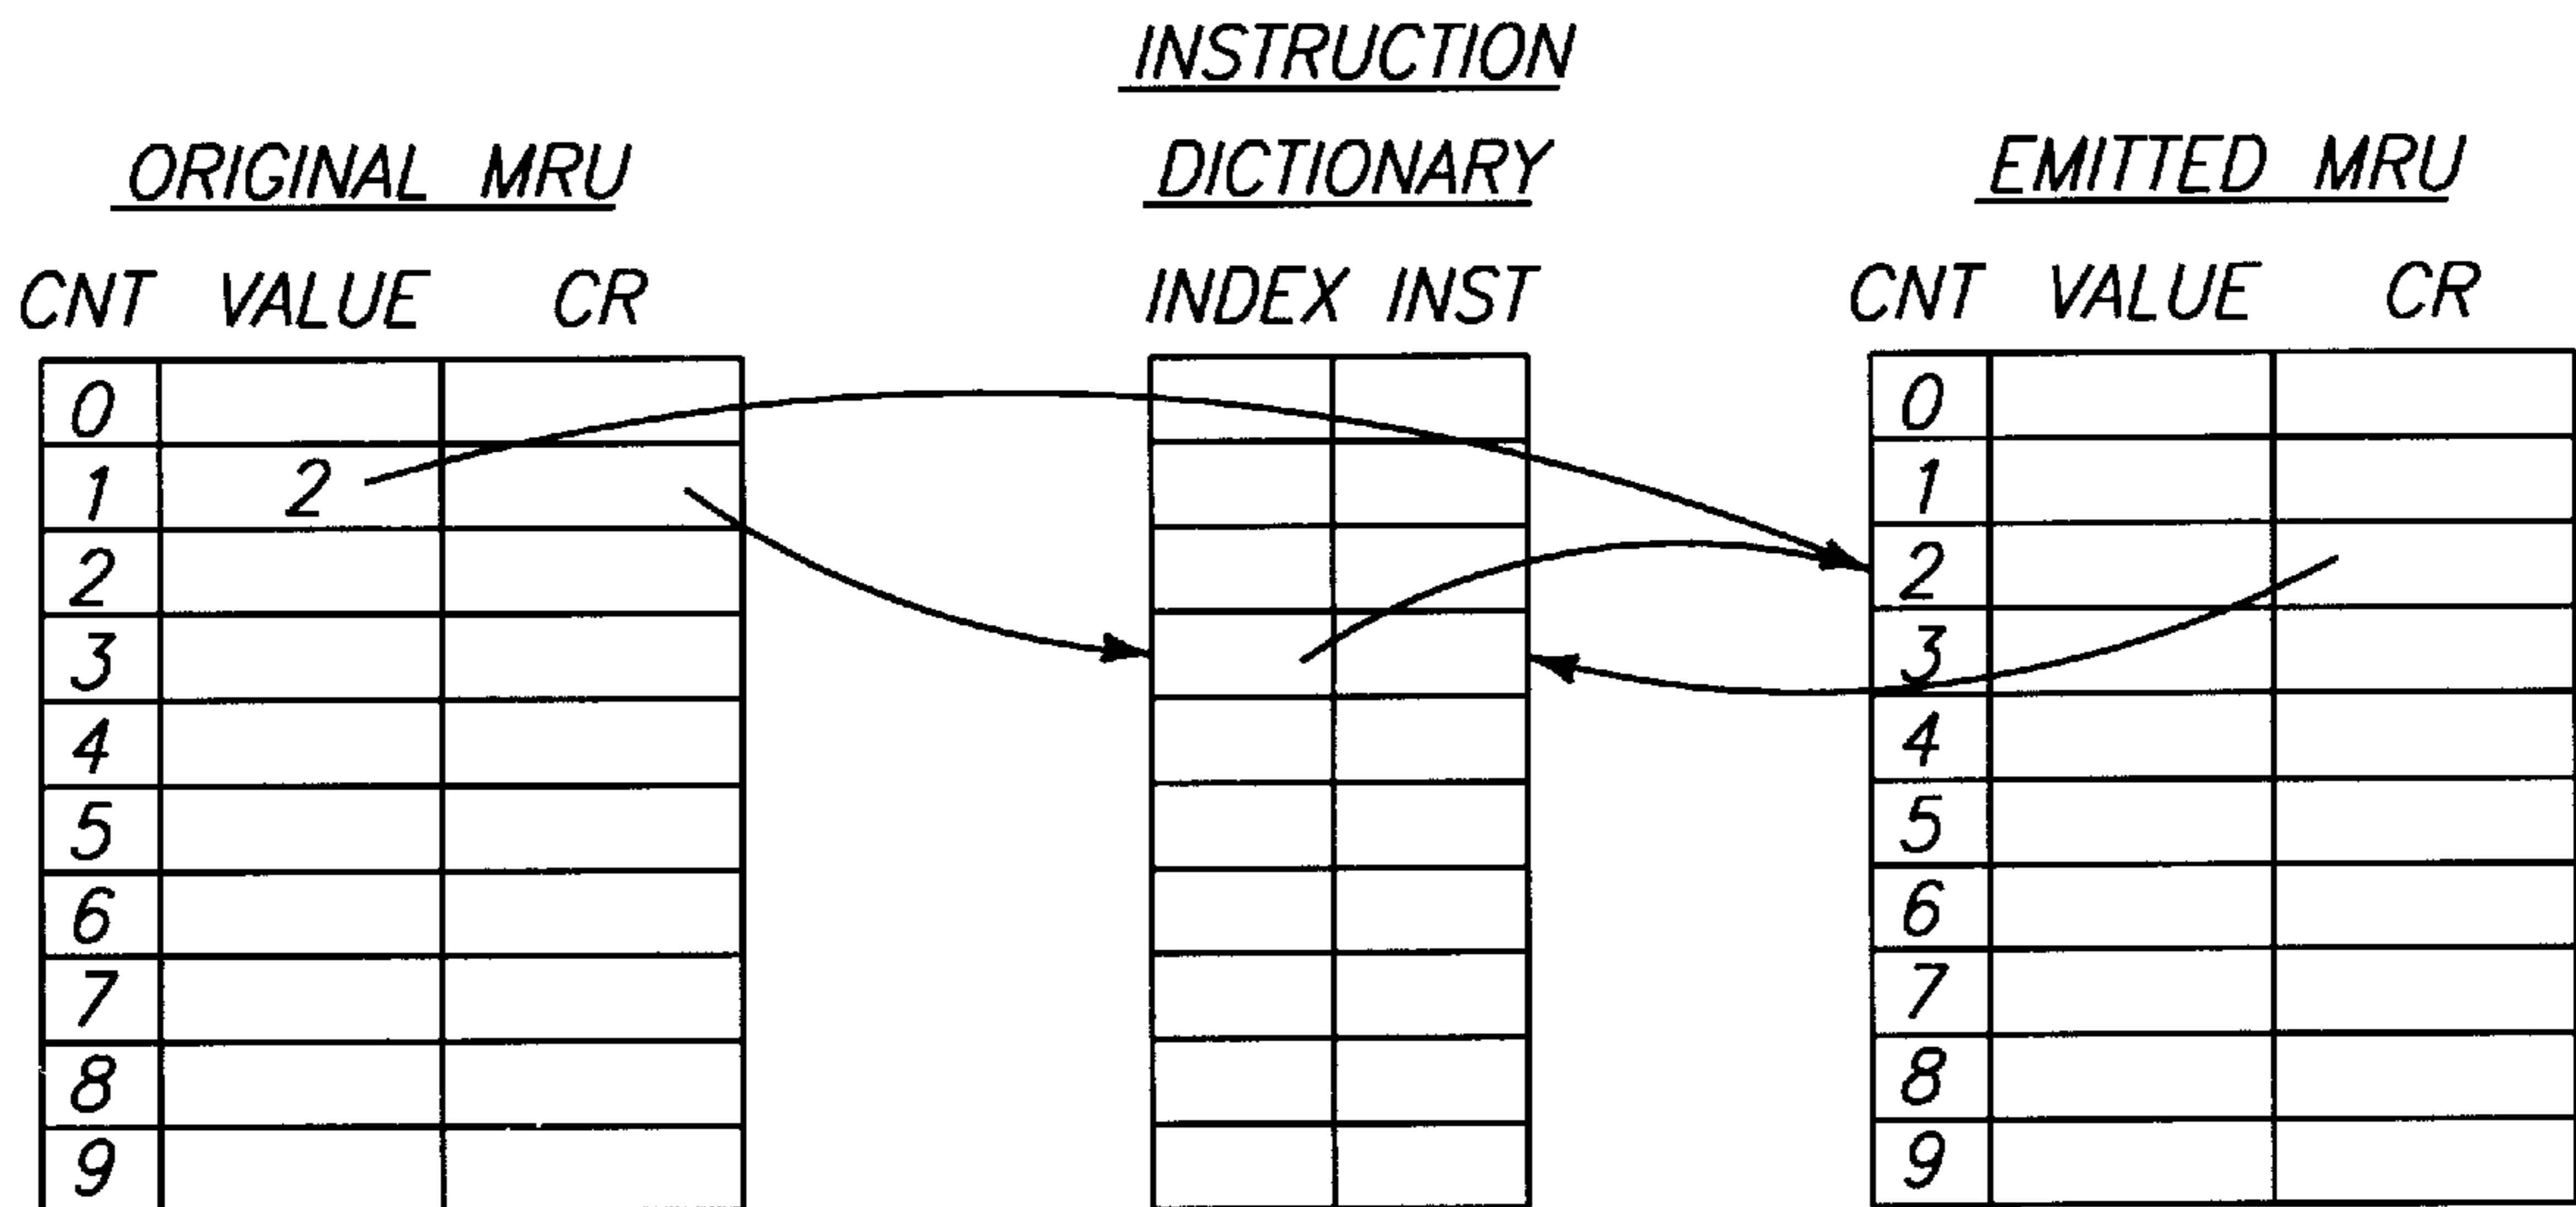 INSTRUCTION
DICTIONARY
ORIGINAL MRU
EMITTED MRU
CNT VALUE CR
INDEX INST
CNT VALUE CR
0 0
1 2 1
2 2
3 3
4 4
5 5
6 6
7 7
8 8
9 9